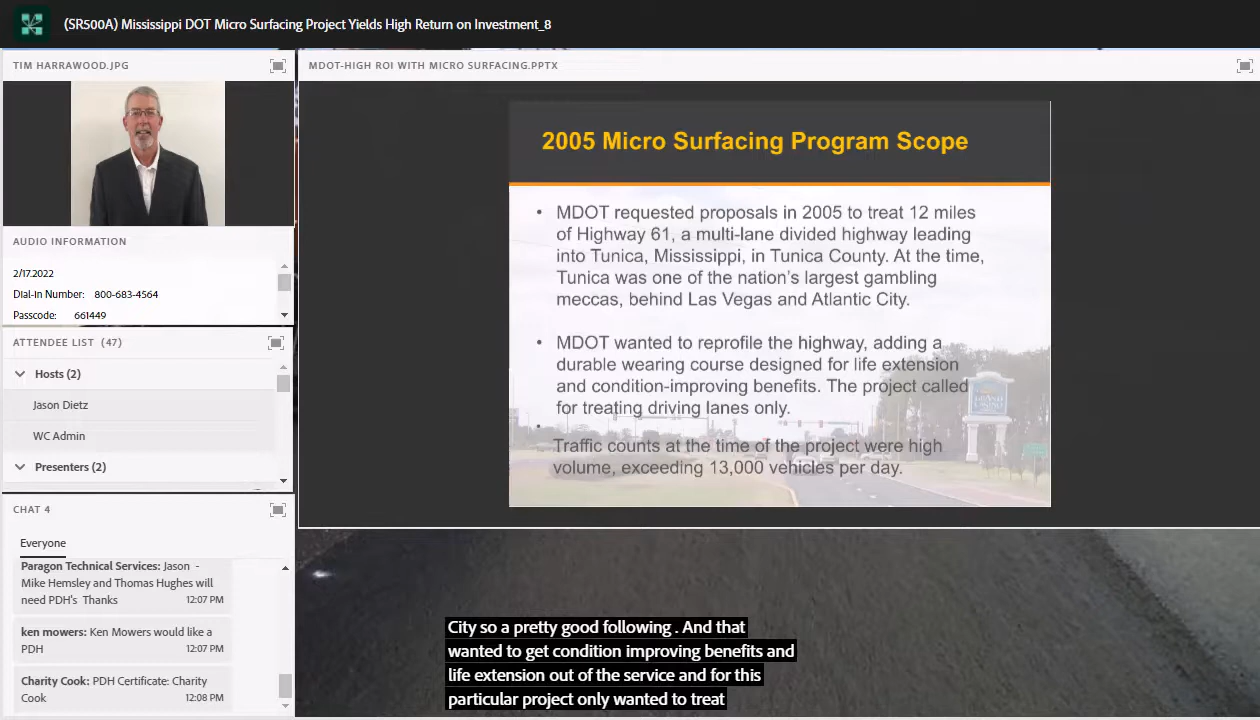 (SR500A) Mississippi DOT Micro Surfacing Project Yields High Return on Investment_8
TIM HARRAWOOD.JPG
AUDIO INFORMATION
2/17.2022
Dial-In Number: 800-683-4564
Passcode: 661449
ATTENDEE LIST (47)
Hosts (2)
Jason Dietz
WC Admin
Presenters (2)
CHAT 4
Everyone
Paragon Technical Services: Jason -
Mike Hemsley and Thomas Hughes will
need PDH's Thanks 12:07 PM
ken mowers: Ken Mowers would like a
PDH 12:07 PM
Charity Cook: PDH Certificate: Charity
Cook 12:08 PM
MDOT-HIGH ROI WITH MICRO SURFACING.PPTX
2005 Micro Surfacing Program Scope
• MDOT requested proposals in 2005 to treat 12 miles
of Highway 61, a multi-lane divided highway leading
into Tunica, Mississippi, in Tunica County. At the time,
Tunica was one of the nation's largest gambling
meccas, behind Las Vegas and Atlantic City.
• MDOT wanted to reprofile the highway, adding a
durable wearing course designed for life extension
and condition-improving benefits. The project called
for treating driving lanes only.
• Traffic counts at the time of the project were high
volume, exceeding 13,000 vehicles per day.
City so a pretty good following . And that
wanted to get condition improving benefits and
life extension out of the service and for this
particular project only wanted to treat